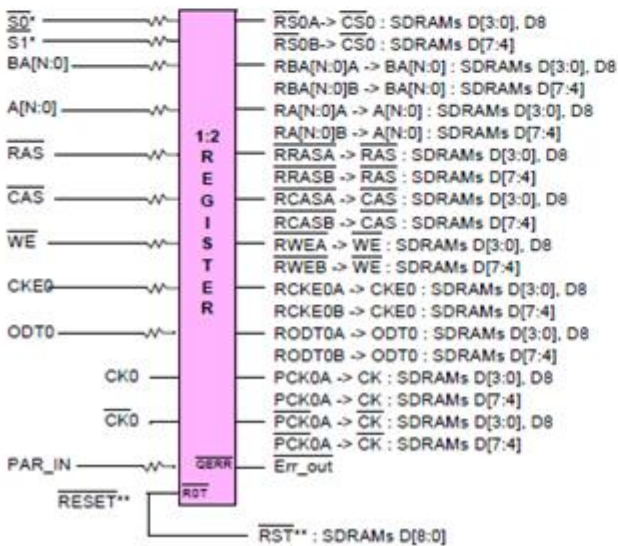 S0*
S1*
BA[N:0]
A[N:0]
RAS
CAS
WE
CKE0
ODT0
CK0
CK0
PAR_IN
RESET**
1:2
R
E
G
I
S
T
E
R
QERR
RST
RS0A-> CS0 : SDRAMs D[3:0], D8
RS0B-> CS0 : SDRAMs D[7:4]
RBA[N:0]A -> BA[N:0] : SDRAMs D[3:0], D8
RBA[N:0]B -> BA[N:0] : SDRAMs D[7:4]
RA[N:0]A -> A[N:0] : SDRAMs D[3:0], D8
RA[N:0]B -> A[N:0] : SDRAMs D[7:4]
RRASA -> RAS : SDRAMs D[3:0], D8
RRASB -> RAS : SDRAMs D[7:4]
RCASA -> CAS : SDRAMs D[3:0], D8
RCASB -> CAS : SDRAMs D[7:4]
RWEA -> WE : SDRAMs D[3:0], D8
RWEB -> WE : SDRAMs D[7:4]
RCKE0A -> CKE0 : SDRAMs D[3:0], D8
RCKE0B -> CKE0 : SDRAMs D[7:4]
RODT0A -> ODT0 : SDRAMs D[3:0], D8
RODT0B -> ODT0 : SDRAMs D[7:4]
PCK0A -> CK : SDRAMs D[3:0], D8
PCK0A -> CK : SDRAMs D[7:4]
PCK0A -> CK : SDRAMs D[3:0], D8
PCK0A -> CK : SDRAMs D[7:4]
Err_out
RST** : SDRAMs D[8:0]